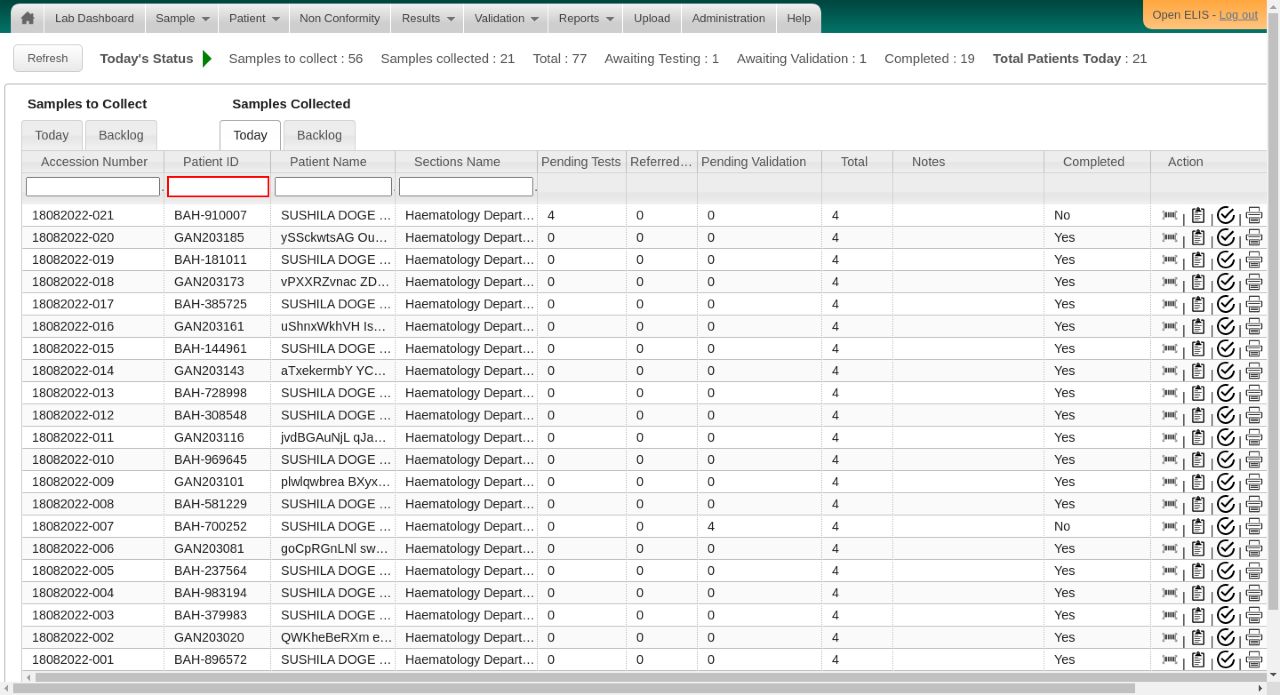 Lab Dashboard Sample Patient Non Conformity Results Validation Reports Upload Administration Help Open ELIS - Log out
Refresh Today's Status Samples to collect : 56 Samples collected : 21 Total : 77 Awaiting Testing : 1 Awaiting Validation : 1 Completed : 19 Total Patients Today : 21
Samples to Collect Samples Collected
Today Backlog Today Backlog
Accession Number Patient ID Patient Name Sections Name Pending Tests Referred… Pending Validation Total Notes Completed Action
18082022-021 BAH-910007 SUSHILA DOGE … Haematology Depart… 4 0 0 4 No
18082022-020 GAN203185 ySSckwtsAG Ou… Haematology Depart… 0 0 0 4 Yes
18082022-019 BAH-181011 SUSHILA DOGE … Haematology Depart… 0 0 0 4 Yes
18082022-018 GAN203173 vPXXRZvnac ZD… Haematology Depart… 0 0 0 4 Yes
18082022-017 BAH-385725 SUSHILA DOGE … Haematology Depart… 0 0 0 4 Yes
18082022-016 GAN203161 uShnxWkhVH Is… Haematology Depart… 0 0 0 4 Yes
18082022-015 BAH-144961 SUSHILA DOGE … Haematology Depart… 0 0 0 4 Yes
18082022-014 GAN203143 aTxekermbY YC… Haematology Depart… 0 0 0 4 Yes
18082022-013 BAH-728998 SUSHILA DOGE … Haematology Depart… 0 0 0 4 Yes
18082022-012 BAH-308548 SUSHILA DOGE … Haematology Depart… 0 0 0 4 Yes
18082022-011 GAN203116 jvdBGAuNjL qJa… Haematology Depart… 0 0 0 4 Yes
18082022-010 BAH-969645 SUSHILA DOGE … Haematology Depart… 0 0 0 4 Yes
18082022-009 GAN203101 plwlqwbrea BXyx… Haematology Depart… 0 0 0 4 Yes
18082022-008 BAH-581229 SUSHILA DOGE … Haematology Depart… 0 0 0 4 Yes
18082022-007 BAH-700252 SUSHILA DOGE … Haematology Depart… 0 0 4 4 No
18082022-006 GAN203081 goCpRGnLNl sw… Haematology Depart… 0 0 0 4 Yes
18082022-005 BAH-237564 SUSHILA DOGE … Haematology Depart… 0 0 0 4 Yes
18082022-004 BAH-983194 SUSHILA DOGE … Haematology Depart… 0 0 0 4 Yes
18082022-003 BAH-379983 SUSHILA DOGE … Haematology Depart… 0 0 0 4 Yes
18082022-002 GAN203020 QWKheBeRXm e… Haematology Depart… 0 0 0 4 Yes
18082022-001 BAH-896572 SUSHILA DOGE … Haematology Depart… 0 0 0 4 Yes